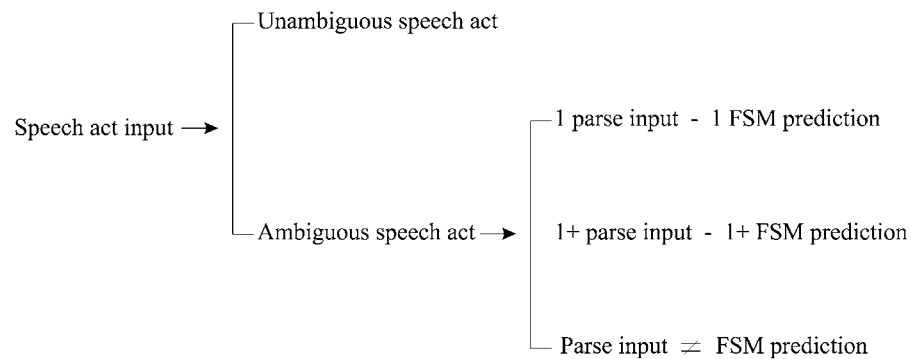 Unambiguous speech act
Speech act input
1 parse input - 1 FSM prediction
Ambiguous speech act
1+ parse input - 1+ FSM prediction
Parse input ≠ FSM prediction